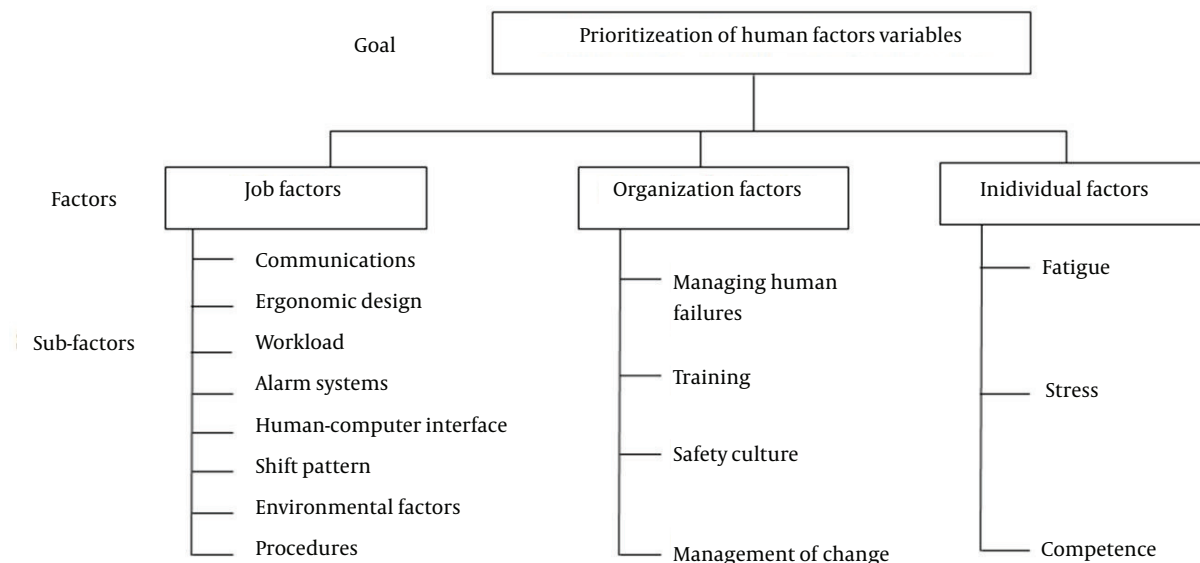 Goal
Prioritizeation of human factors variables
Factors
Job factors
Organization factors
Inidividual factors
Sub-factors
Communications
Ergonomic design
Workload
Alarm systems
Human-computer interface
Shift pattern
Environmental factors
Procedures
Managing human
failures
Training
Safety culture
Management of change
Fatigue
Stress
Competence